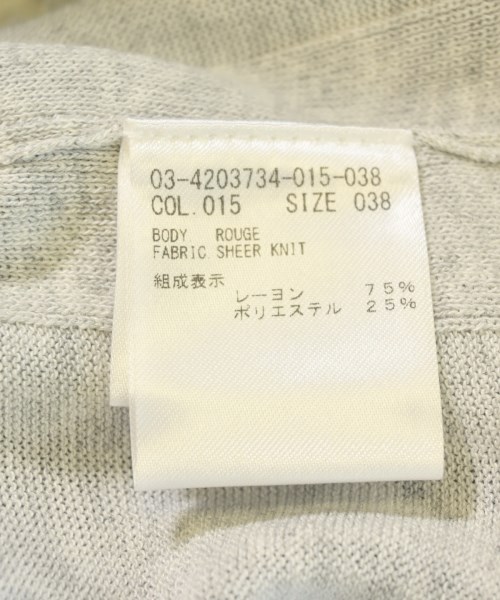 03-4203734-015-038
COL.015 SIZE 038
BODY ROUGE
FABRIC SHEER KNIT
組成表示
レーヨン 75%
ポリエステル 25%